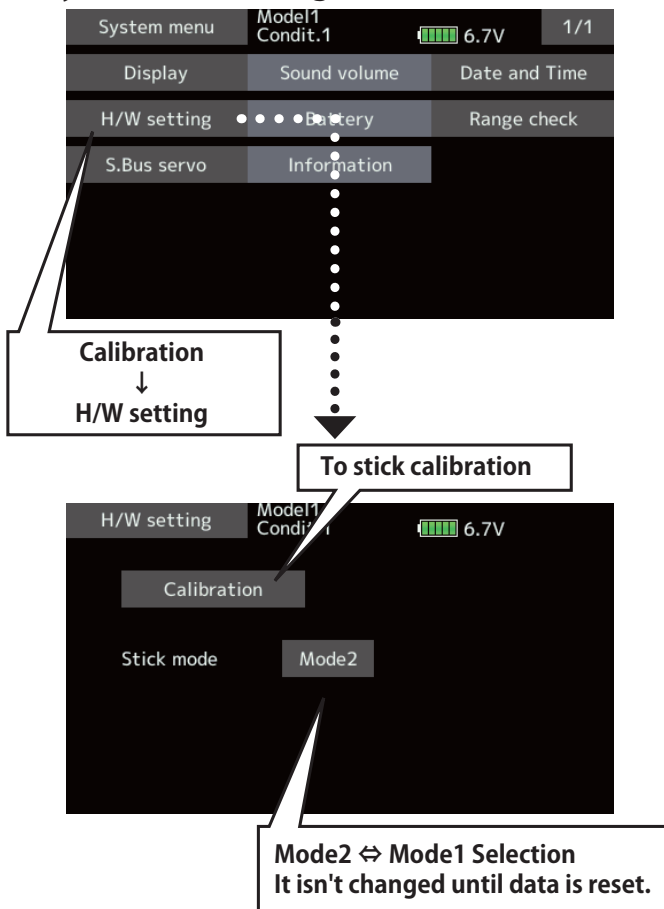 System menu
Model1
Condit.1
6.7V
1/1
Display
Sound volume
Date and Time
H/W setting
Battery
Range check
S.Bus servo
Information
Calibration
↓
H/W setting
To stick calibration
H/W setting
Model1
Condit.1
6.7V
Calibration
Stick mode
Mode2
Mode2 ⇔ Mode1 Selection
It isn't changed until data is reset.